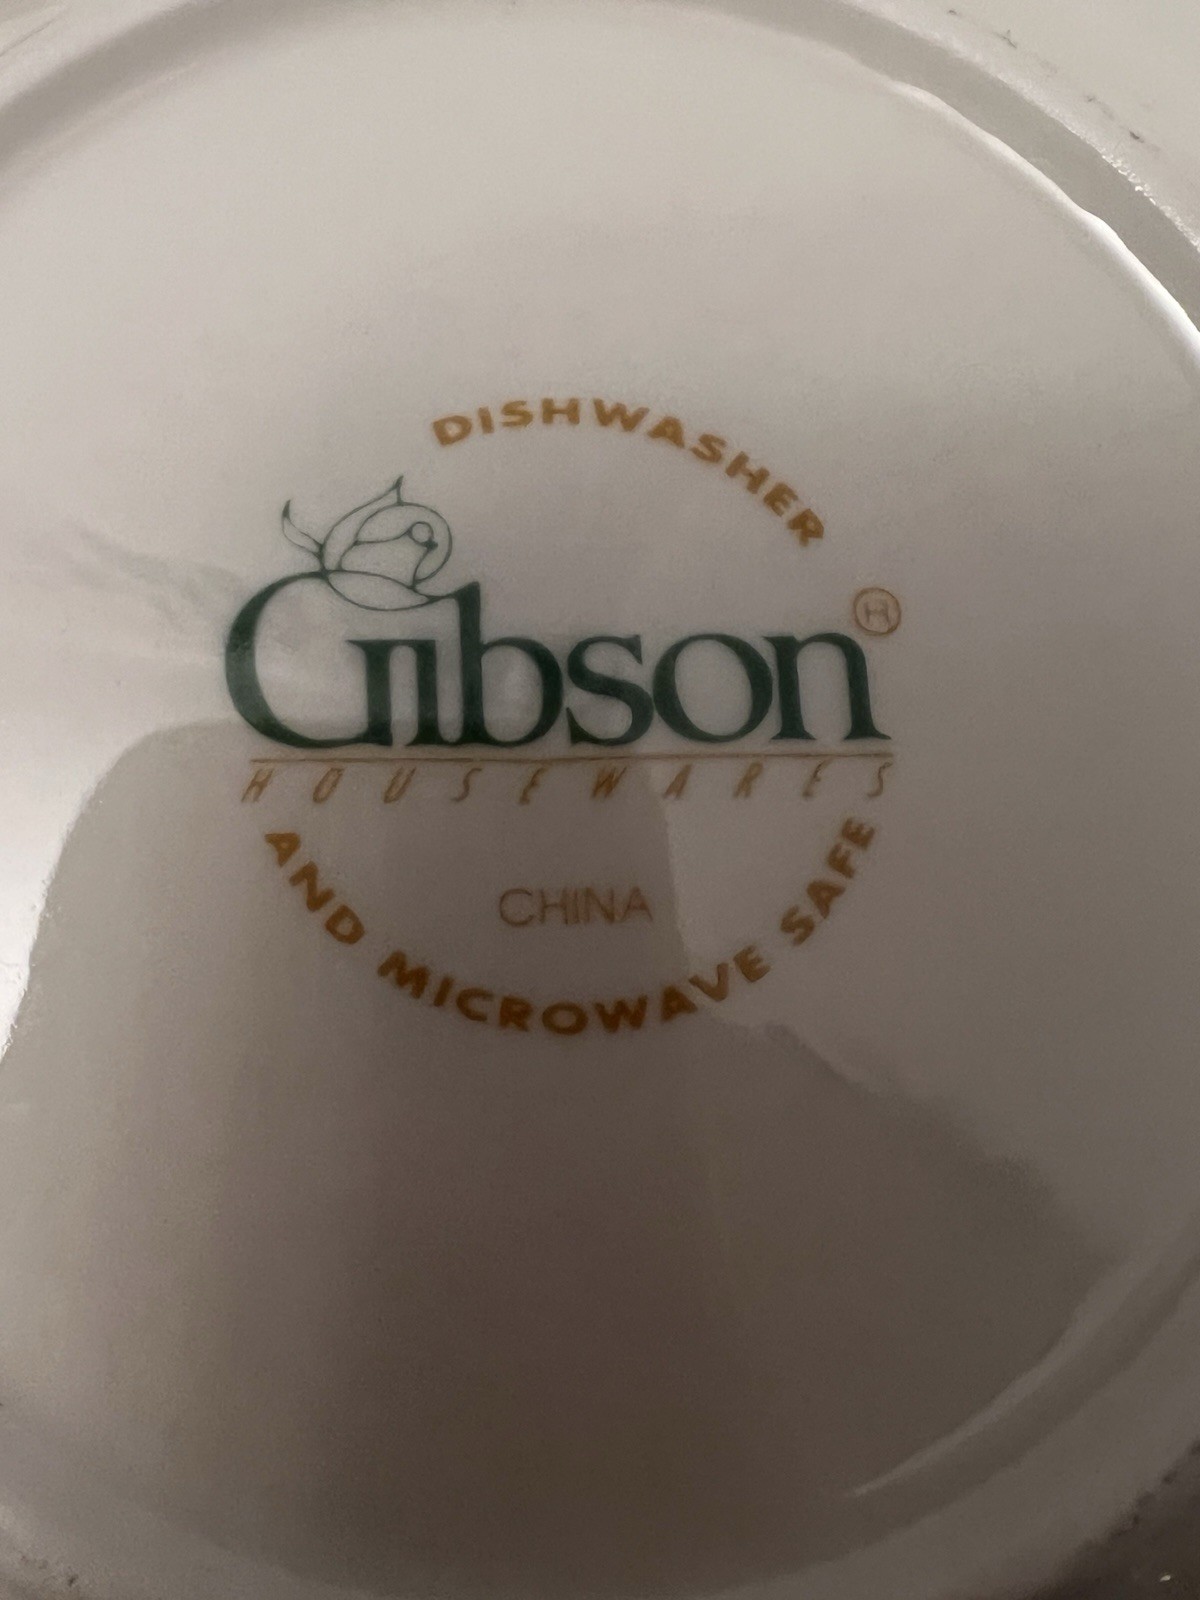 DISHWASHER
Gibson ®
HOUSEWARES
CHINA
AND MICROWAVE SAFE